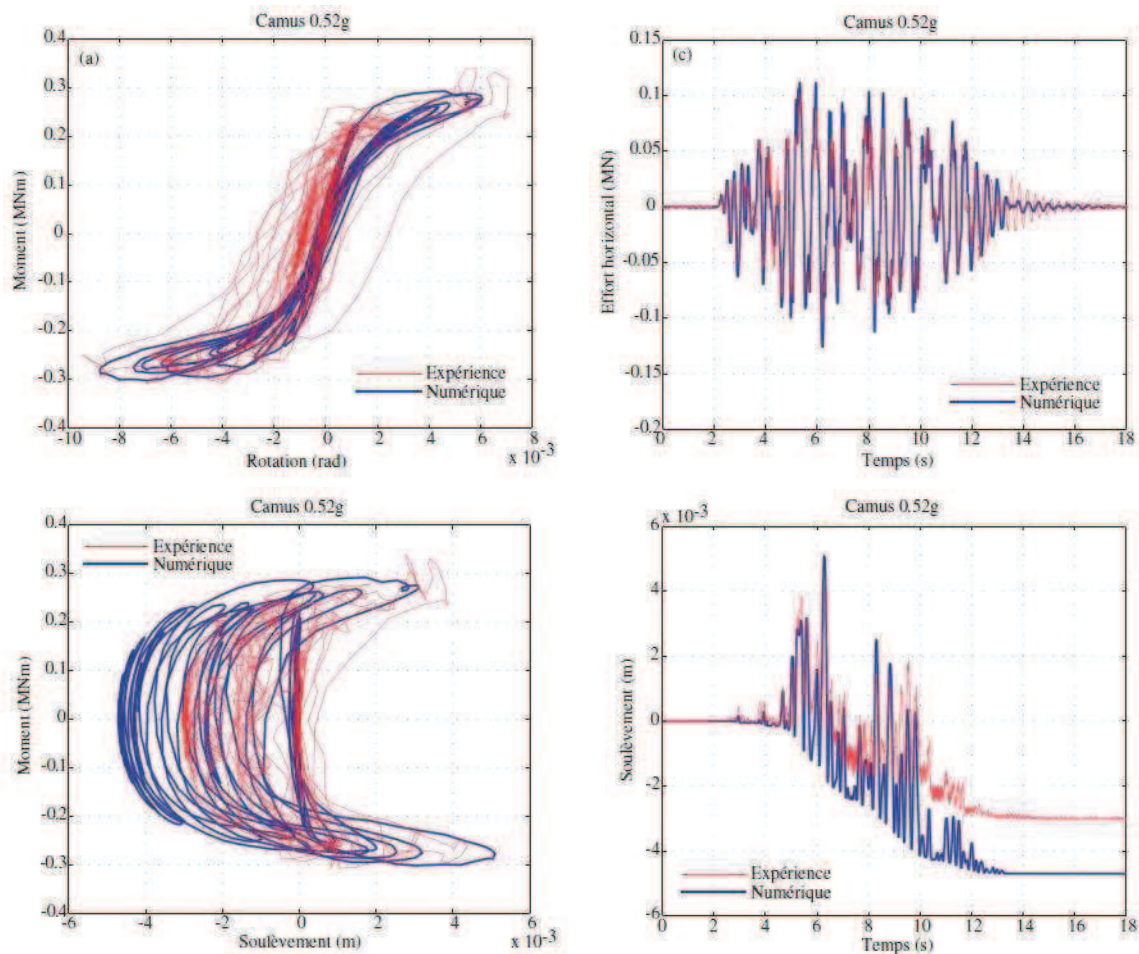 Camus 0.52g
(a)
0.4
0.3
0.2
0.1
0
-0.1
-0.2
-0.3
-0.4
Moment (MNm)
Expérience
Numérique
-10
-8
-6
-4
-2
0
2
4
6
8
x 10⁻³
Rotation (rad)
Camus 0.52g
(c)
0.15
0.1
0.05
0
-0.05
-0.1
-0.15
-0.2
Effort horizontal (MN)
Expérience
Numérique
0
2
4
6
8
10
12
14
16
18
Temps (s)
Camus 0.52g
0.4
0.3
0.2
0.1
0
-0.1
-0.2
-0.3
-0.4
Moment (MNm)
Expérience
Numérique
-6
-4
-2
0
2
4
6
x 10⁻³
Soulèvement (m)
Camus 0.52g
x 10⁻³
6
4
2
0
-2
-4
-6
Soulèvement (m)
Expérience
Numérique
0
2
4
6
8
10
12
14
16
18
Temps (s)